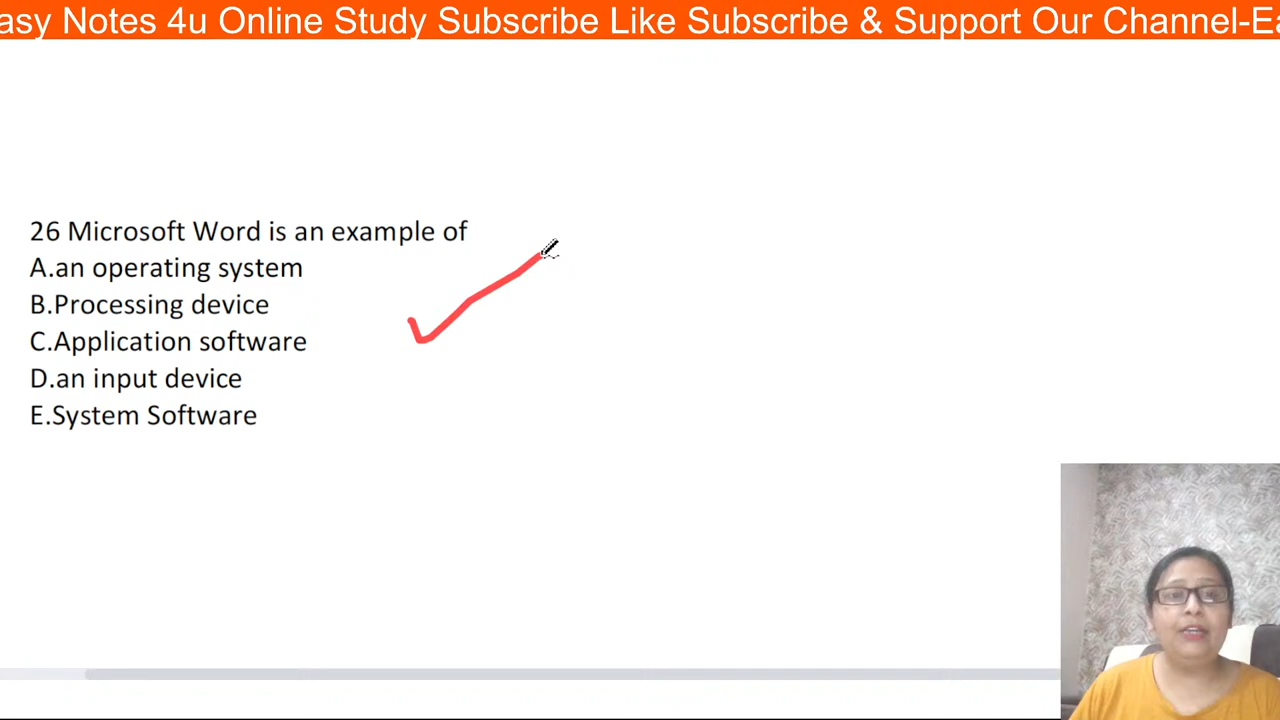 asy Notes 4u Online Study Subscribe Like Subscribe & Support Our Channel-Ea
26 Microsoft Word is an example of
A.an operating system
B.Processing device
C.Application software
D.an input device
E.System Software